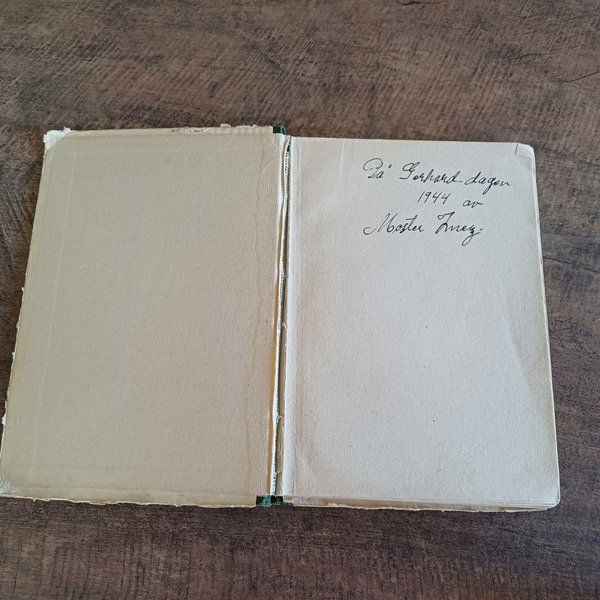 På Gerhard-dagen
1944 av
Moster Inez.